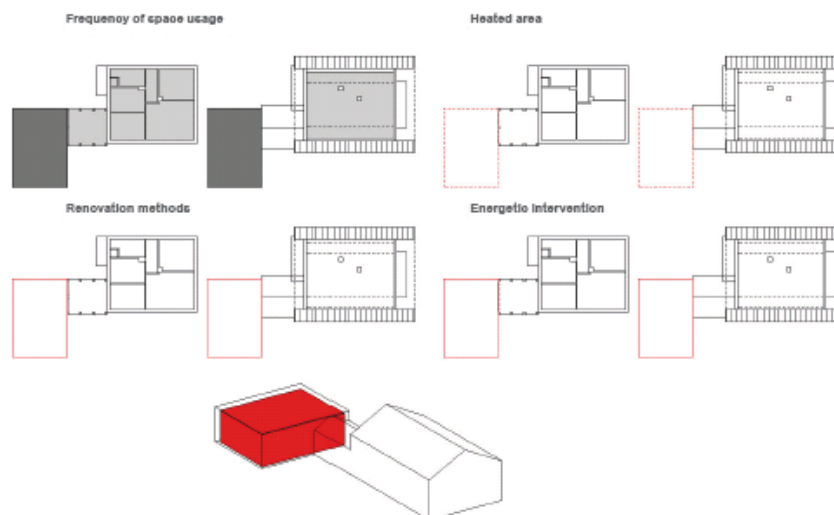 Frequency of space usage
Heated area
Renovation methods
Energetic Intervention